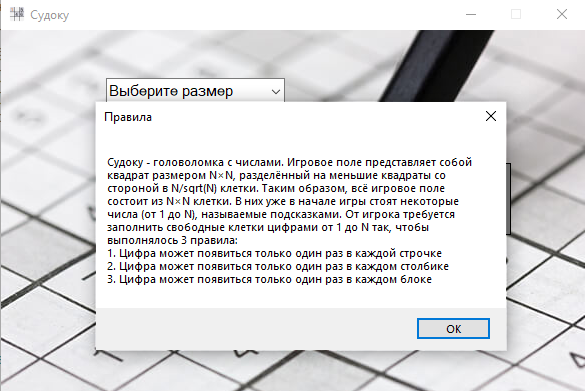 Судоку
Выберите размер
Правила
Судоку - головоломка с числами. Игровое поле представляет собой
квадрат размером N×N, разделённый на меньшие квадраты со
стороной в N/sqrt(N) клетки. Таким образом, всё игровое поле
состоит из N×N клетки. В них уже в начале игры стоят некоторые
числа (от 1 до N), называемые подсказками. От игрока требуется
заполнить свободные клетки цифрами от 1 до N так, чтобы
выполнялось 3 правила:
1. Цифра может появиться только один раз в каждой строчке
2. Цифра может появиться только один раз в каждом столбике
3. Цифра может появиться только один раз в каждом блоке
OK